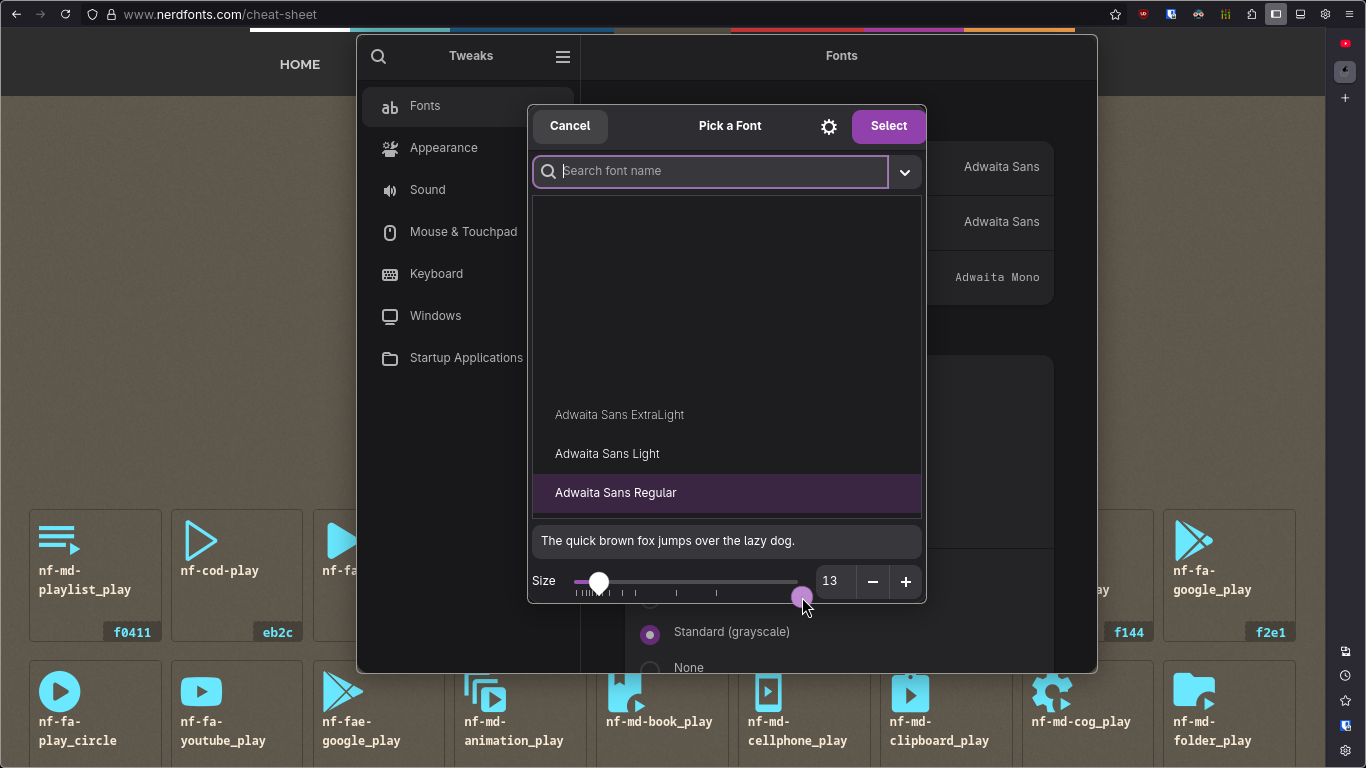 www.nerdfonts.com/cheat-sheet
HOME
Tweaks
Fonts
Fonts
Appearance
Sound
Mouse & Touchpad
Keyboard
Windows
Startup Applications
Adwaita Sans
Adwaita Sans
Adwaita Mono
Cancel
Pick a Font
Select
Search font name
Adwaita Sans ExtraLight
Adwaita Sans Light
Adwaita Sans Regular
The quick brown fox jumps over the lazy dog.
Size
13
Standard (grayscale)
None
nf-md-
playlist_play
f0411
nf-cod-play
eb2c
nf-fa
ay
f144
nf-fa-
google_play
f2e1
nf-fa-
play_circle
nf-fa-
youtube_play
nf-fae-
google_play
nf-md-
animation_play
nf-md-book_play
nf-md-
cellphone_play
nf-md-
clipboard_play
nf-md-cog_play
nf-md-
folder_play